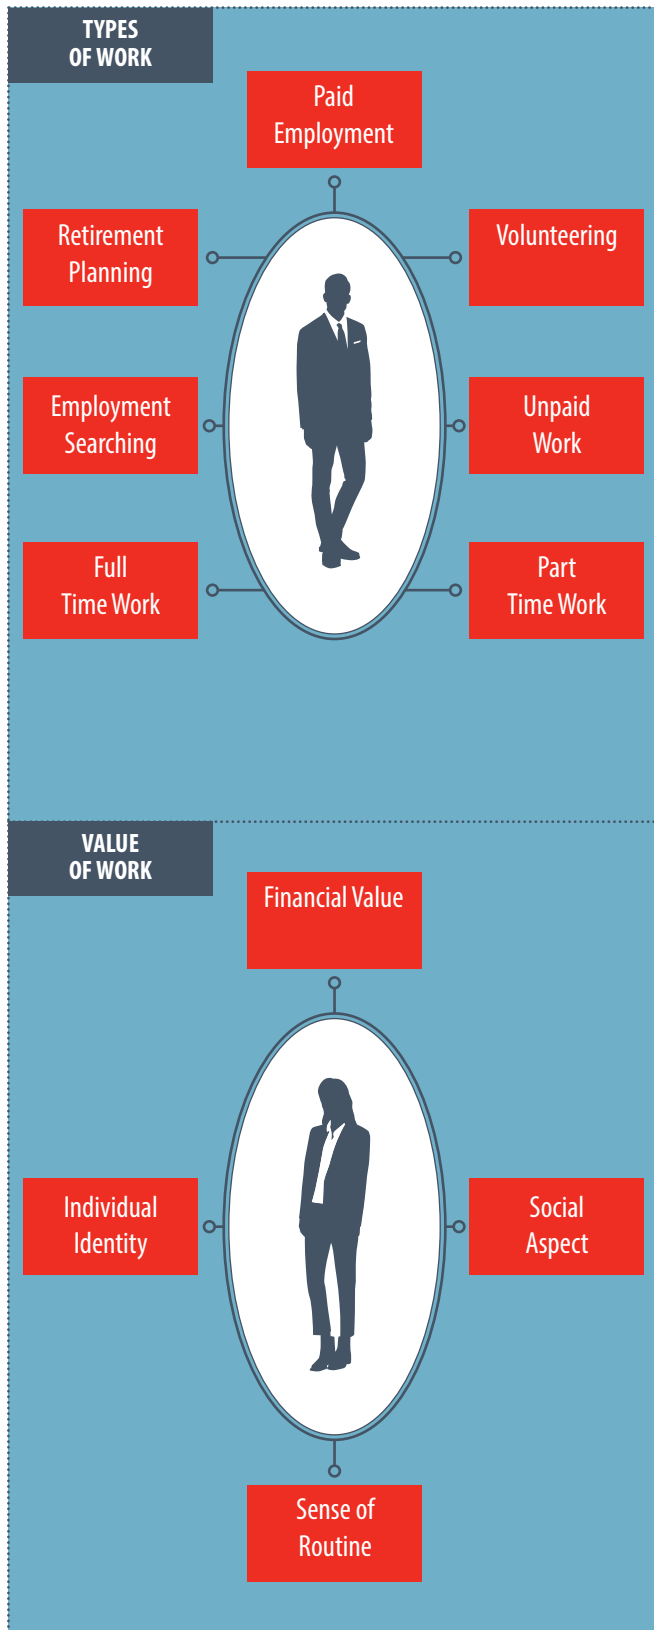 TYPES
OF WORK
Paid
Employment
Retirement
Planning
Volunteering
Employment
Searching
Unpaid
Work
Full
Time Work
Part
Time Work
VALUE
OF WORK
Financial Value
Individual
Identity
Social
Aspect
Sense of
Routine